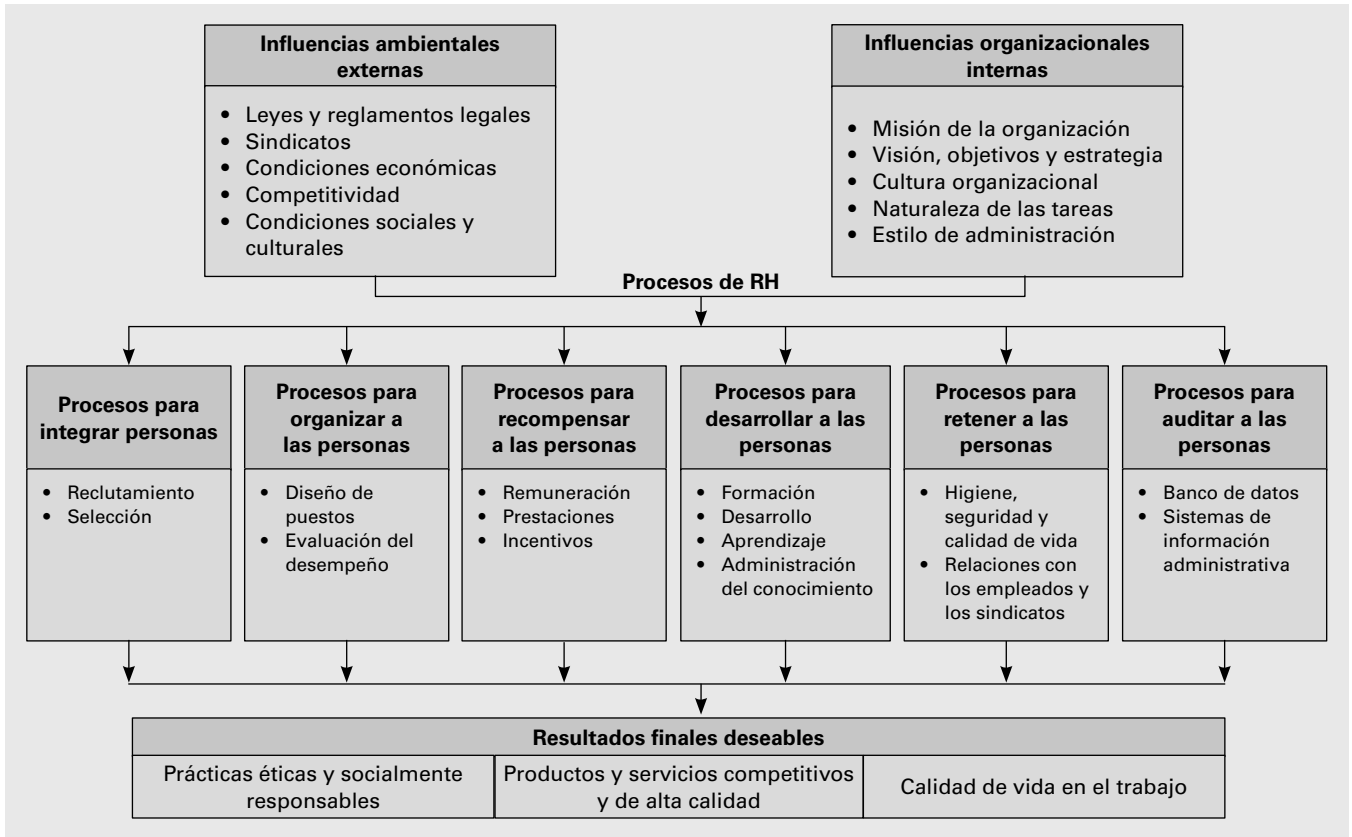 Influencias ambientales
externas
• Leyes y reglamentos legales
• Sindicatos
• Condiciones económicas
• Competitividad
• Condiciones sociales y
culturales
Influencias organizacionales
internas
• Misión de la organización
• Visión, objetivos y estrategia
• Cultura organizacional
• Naturaleza de las tareas
• Estilo de administración
Procesos de RH
Procesos para
integrar personas
• Reclutamiento
• Selección
Procesos para
organizar a
las personas
• Diseño de
puestos
• Evaluación del
desempeño
Procesos para
recompensar
a las personas
• Remuneración
• Prestaciones
• Incentivos
Procesos para
desarrollar a las
personas
• Formación
• Desarrollo
• Aprendizaje
• Administración
del conocimiento
Procesos para
retener a las
personas
• Higiene,
seguridad y
calidad de vida
• Relaciones con
los empleados y
los sindicatos
Procesos para
auditar a las
personas
• Banco de datos
• Sistemas de
información
administrativa
Resultados finales deseables
Prácticas éticas y socialmente
responsables
Productos y servicios competitivos
y de alta calidad
Calidad de vida en el trabajo